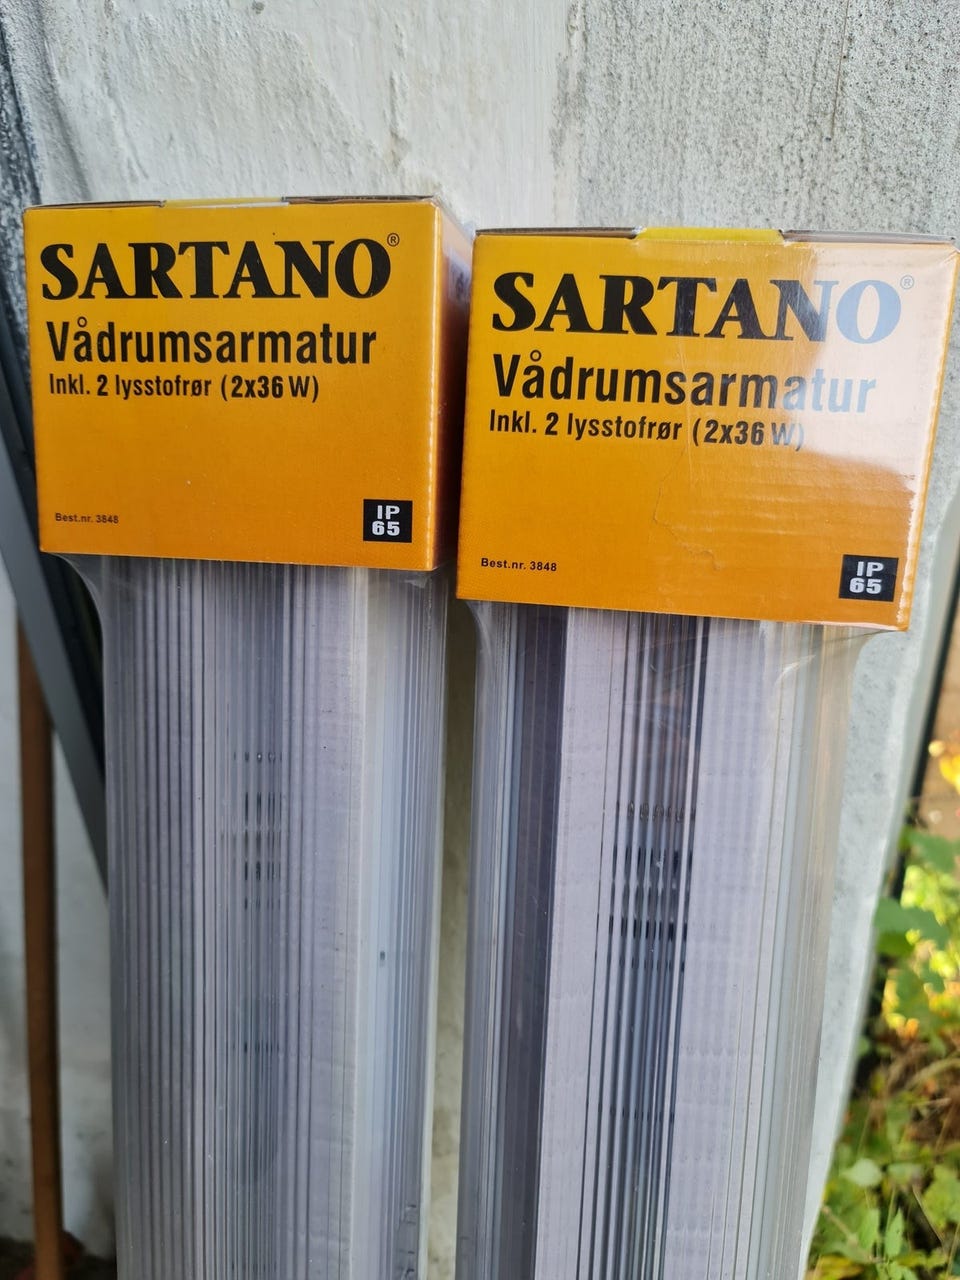 SARTANO®
Vådrumsarmatur
Inkl. 2 lysstofrør (2x36 W)
Best.nr. 3848
IP
65
SARTANO®
Vådrumsarmatur
Inkl. 2 lysstofrør (2x36 W)
Best.nr. 3848
IP
65